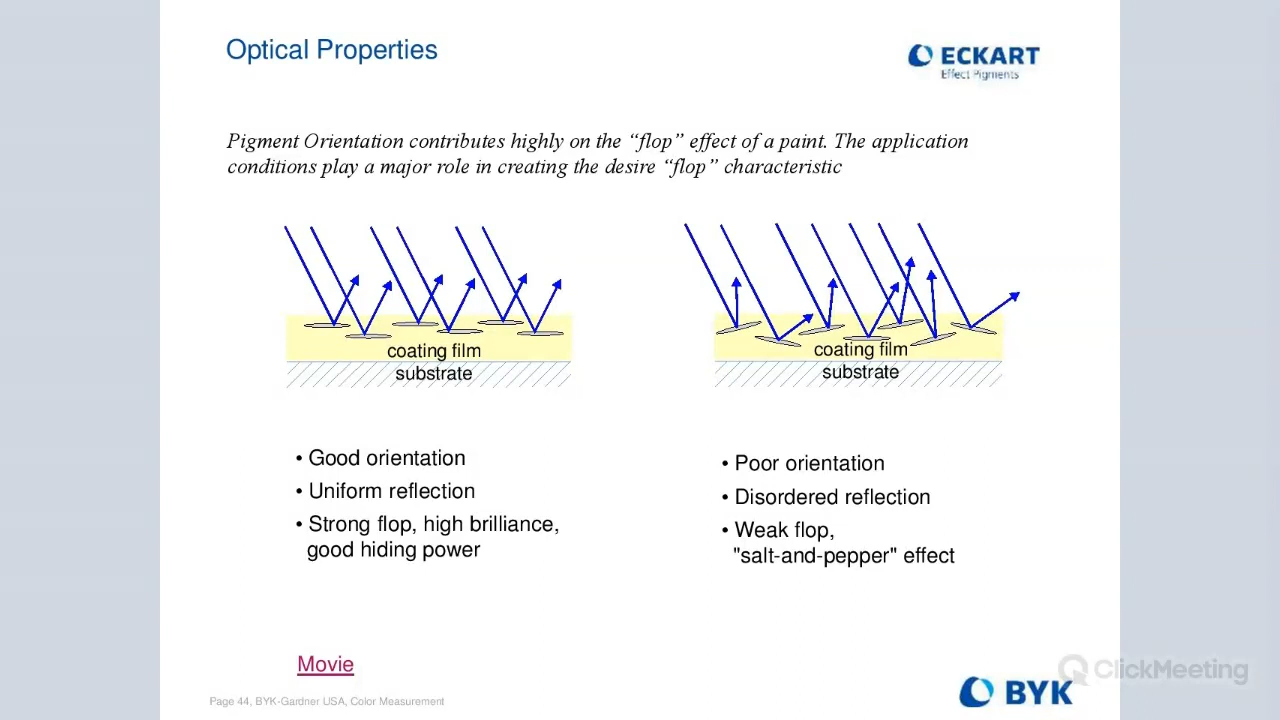 Optical Properties
ECKART
Effect Pigments
Pigment Orientation contributes highly on the “flop” effect of a paint. The application
conditions play a major role in creating the desire “flop” characteristic
coating film
substrate
coating film
substrate
• Good orientation
• Uniform reflection
• Strong flop, high brilliance,
good hiding power
• Poor orientation
• Disordered reflection
• Weak flop,
"salt-and-pepper" effect
Movie
Page 44, BYK-Gardner USA, Color Measurement
BYK
ClickMeeting